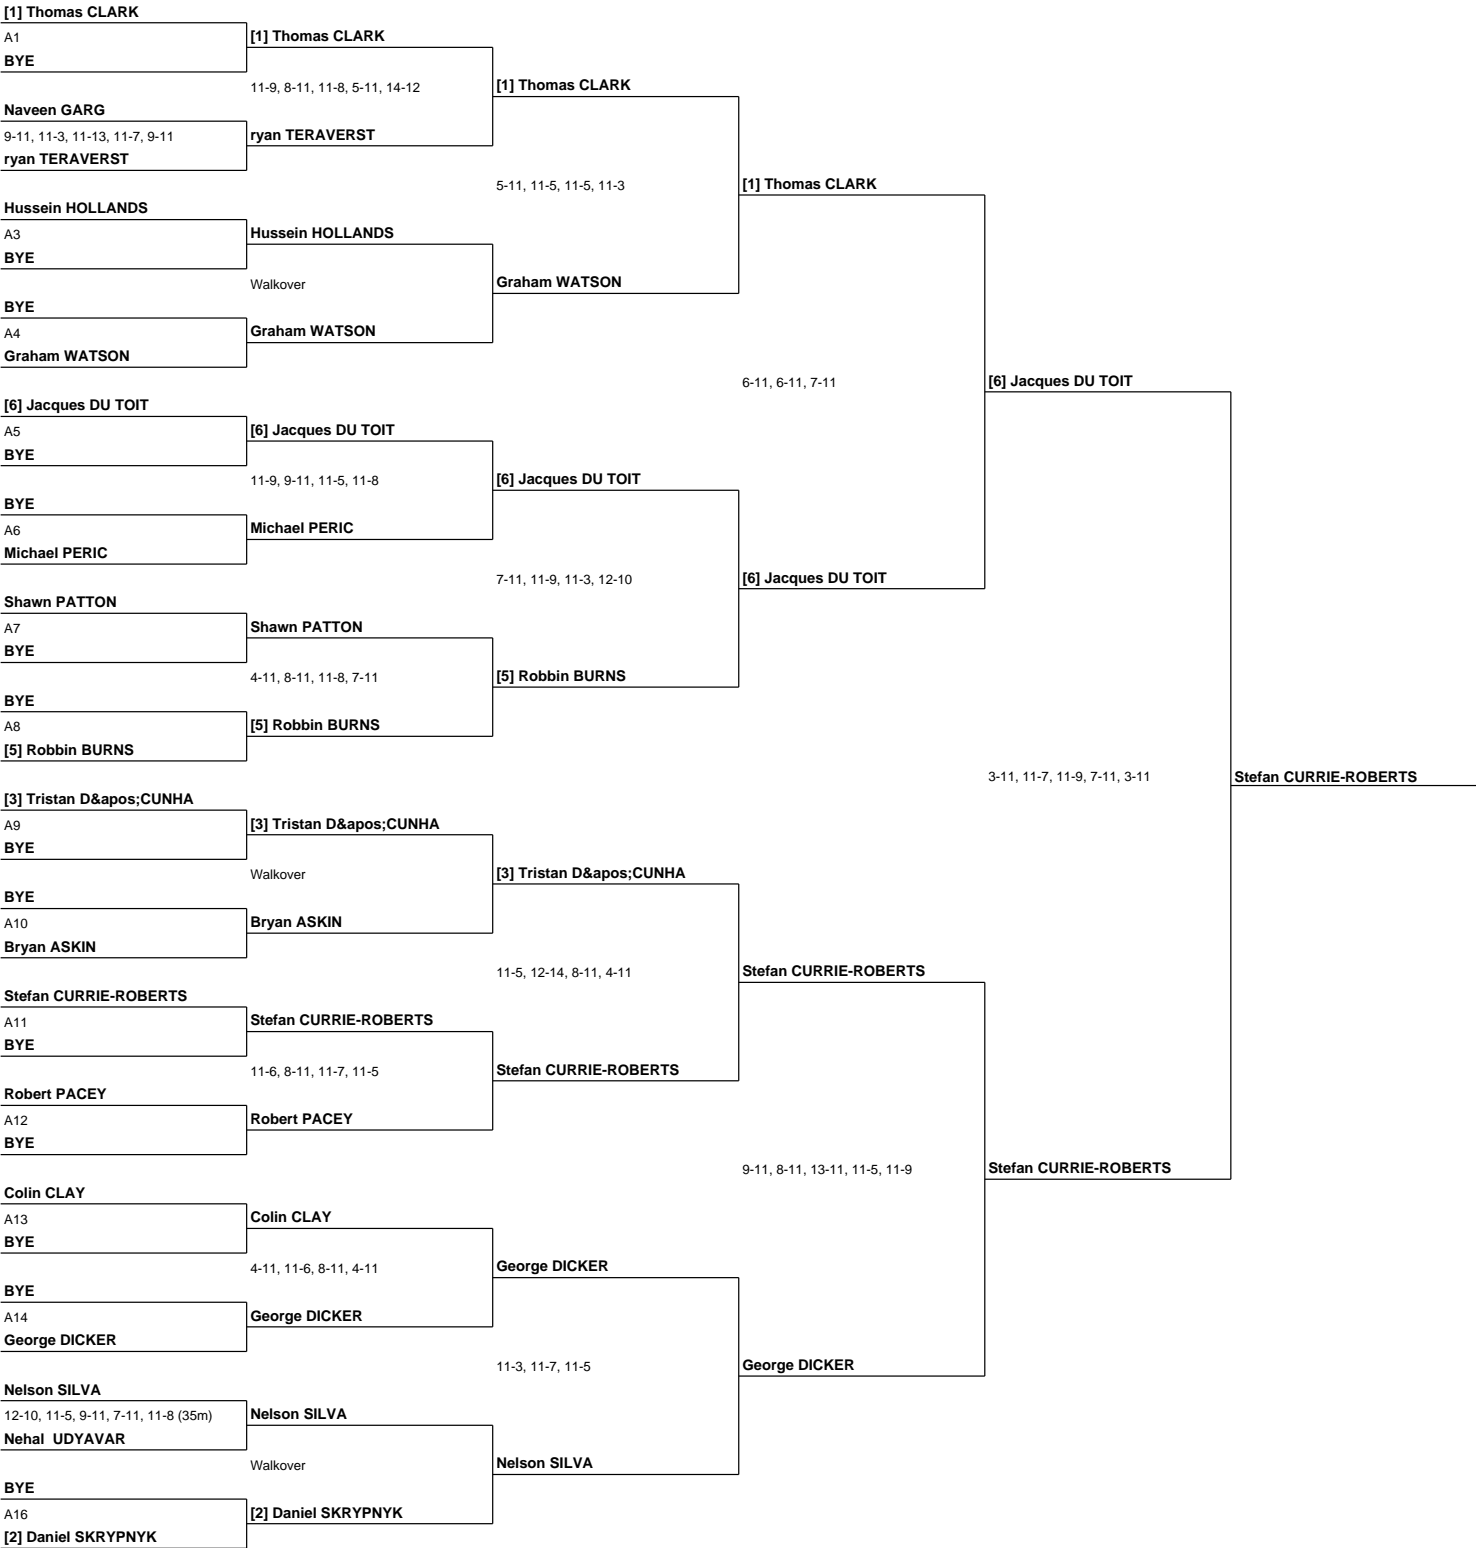 [1] Thomas CLARK
A1
BYE
Naveen GARG
9-11, 11-3, 11-13, 11-7, 9-11
ryan TERAVERST
Hussein HOLLANDS
A3
BYE
BYE
A4
Graham WATSON
[6] Jacques DU TOIT
A5
BYE
BYE
A6
Michael PERIC
Shawn PATTON
A7
BYE
BYE
A8
[5] Robbin BURNS
[3] Tristan D&apos;CUNHA
A9
BYE
BYE
A10
Bryan ASKIN
Stefan CURRIE-ROBERTS
A11
BYE
Robert PACEY
A12
BYE
Colin CLAY
A13
BYE
BYE
A14
George DICKER
Nelson SILVA
12-10, 11-5, 9-11, 7-11, 11-8 (35m)
Nehal  UDYAVAR
BYE
A16
[2] Daniel SKRYPNYK
[1] Thomas CLARK
11-9, 8-11, 11-8, 5-11, 14-12
ryan TERAVERST
Hussein HOLLANDS
Walkover
Graham WATSON
[6] Jacques DU TOIT
11-9, 9-11, 11-5, 11-8
Michael PERIC
Shawn PATTON
4-11, 8-11, 11-8, 7-11
[5] Robbin BURNS
[3] Tristan D&apos;CUNHA
Walkover
Bryan ASKIN
Stefan CURRIE-ROBERTS
11-6, 8-11, 11-7, 11-5
Robert PACEY
Colin CLAY
4-11, 11-6, 8-11, 4-11
George DICKER
Nelson SILVA
Walkover
[2] Daniel SKRYPNYK
[1] Thomas CLARK
5-11, 11-5, 11-5, 11-3
Graham WATSON
[6] Jacques DU TOIT
7-11, 11-9, 11-3, 12-10
[5] Robbin BURNS
[3] Tristan D&apos;CUNHA
11-5, 12-14, 8-11, 4-11
Stefan CURRIE-ROBERTS
George DICKER
11-3, 11-7, 11-5
Nelson SILVA
[1] Thomas CLARK
6-11, 6-11, 7-11
[6] Jacques DU TOIT
Stefan CURRIE-ROBERTS
9-11, 8-11, 13-11, 11-5, 11-9
George DICKER
[6] Jacques DU TOIT
3-11, 11-7, 11-9, 7-11, 3-11
Stefan CURRIE-ROBERTS
Stefan CURRIE-ROBERTS